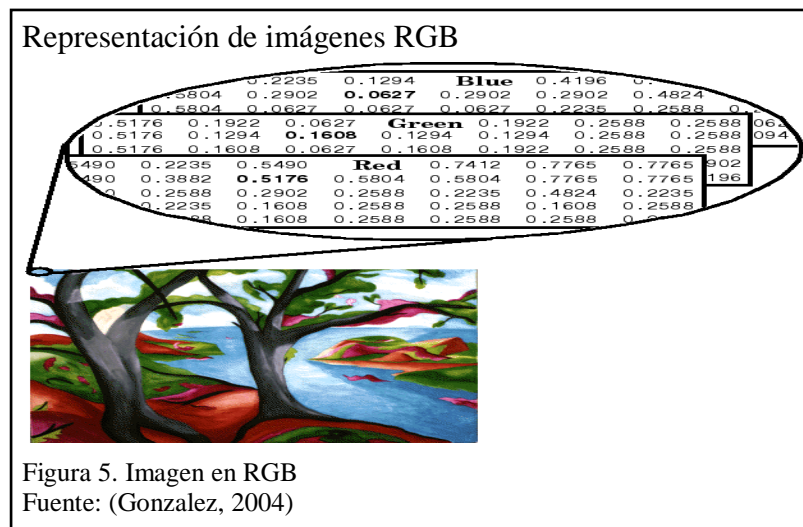 Representación de imágenes RGB
0.2235 0.1294 Blue 0.4196
.5804 0.2902 0.0627 0.2902 0.2902 0.4824
0.5804 0.0627 0.0627 0.0627 0.2235 0.2588
0.5176 0.1922 0.0627 Green 0.1922 0.2588 0.2588
0.5176 0.1294 0.1608 0.1294 0.1294 0.2588 0.2588 094
0.5176 0.1608 0.0627 0.1608 0.1922 0.2588 0.2588
5490 0.2235 0.5490 Red 0.7412 0.7765 0.7765 902
490 0.3882 0.5176 0.5804 0.5804 0.7765 0.7765 196
0.2588 0.2902 0.2588 0.2235 0.4824 0.2235
0.2235 0.1608 0.2588 0.2588 0.1608 0.2588
0.1608 0.2588 0.2588 0.2588
Figura 5. Imagen en RGB
Fuente: (Gonzalez, 2004)